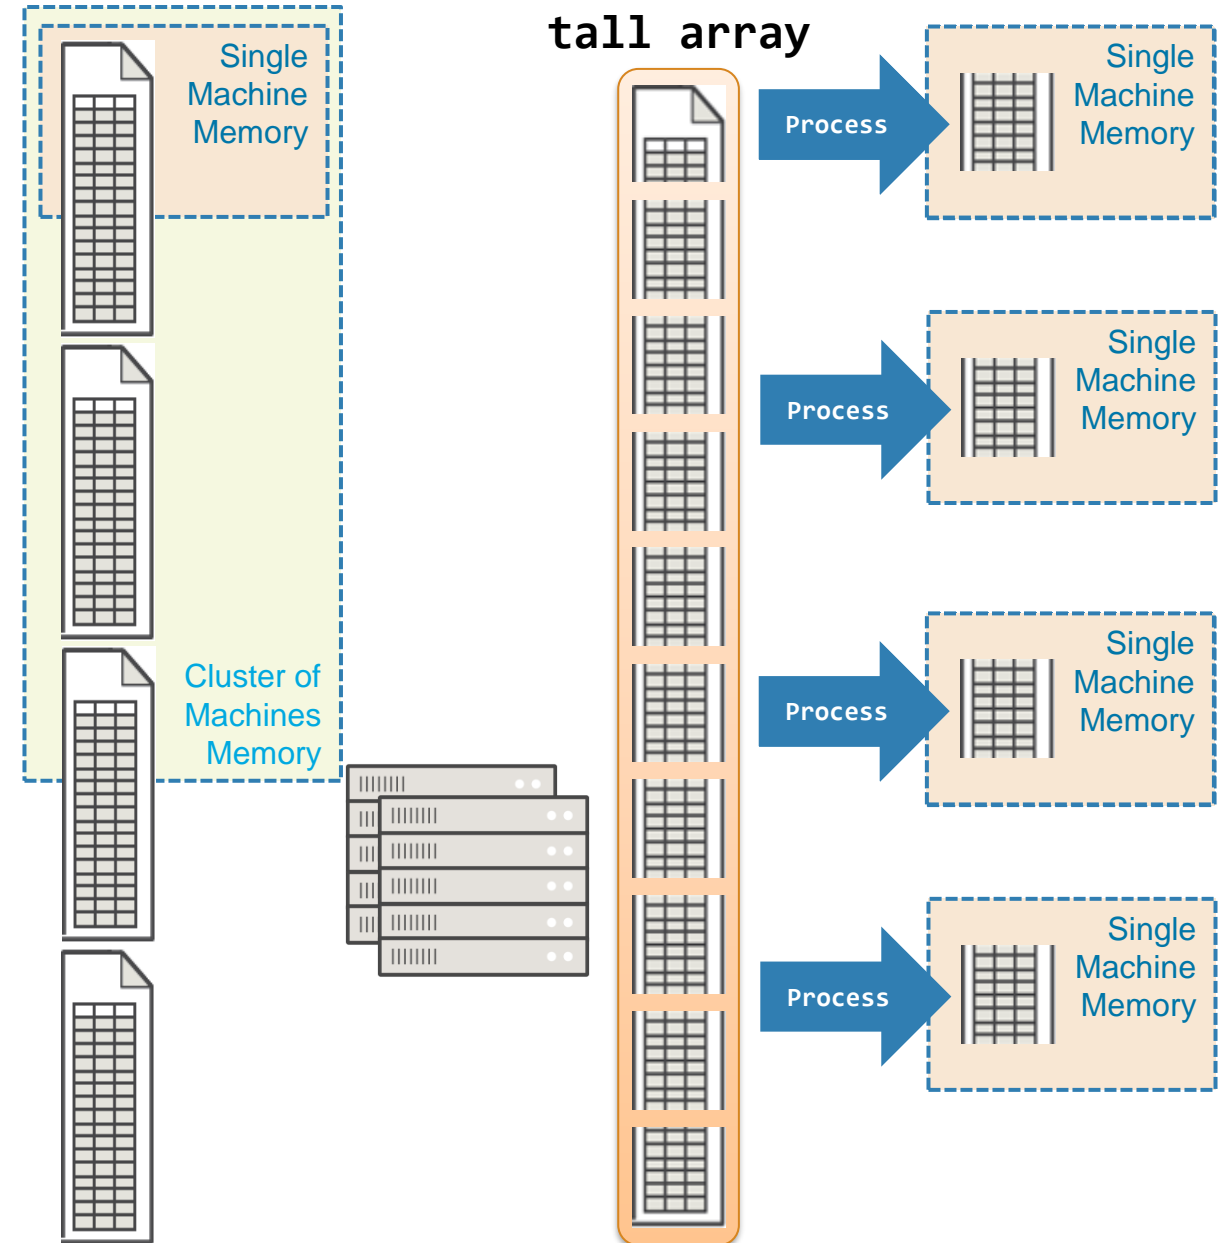 Single
Machine
Memory
Cluster of
Machines
Memory
tall array
Process
Single
Machine
Memory
Process
Single
Machine
Memory
Process
Single
Machine
Memory
Process
Single
Machine
Memory